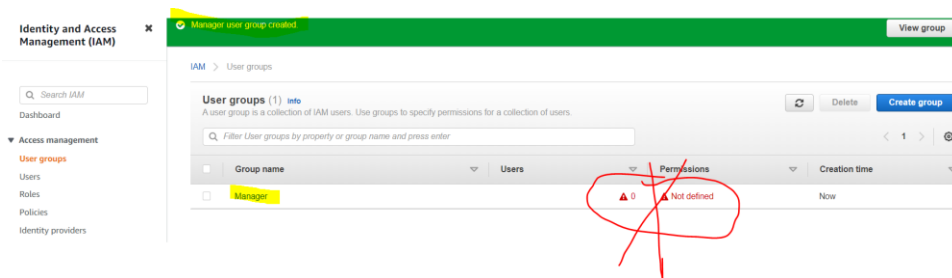 Identity and Access
Management (IAM)
Search IAM
Dashboard
Access management
User groups
Users
Roles
Policies
Identity providers
Manager user group created.
View group
IAM > User groups
User groups (1) Info
A user group is a collection of IAM users. Use groups to specify permissions for a collection of users.
Delete
Create group
Filter User groups by property or group name and press enter
< 1 >
Group name Users Permissions Creation time
Manager 0 Not defined Now